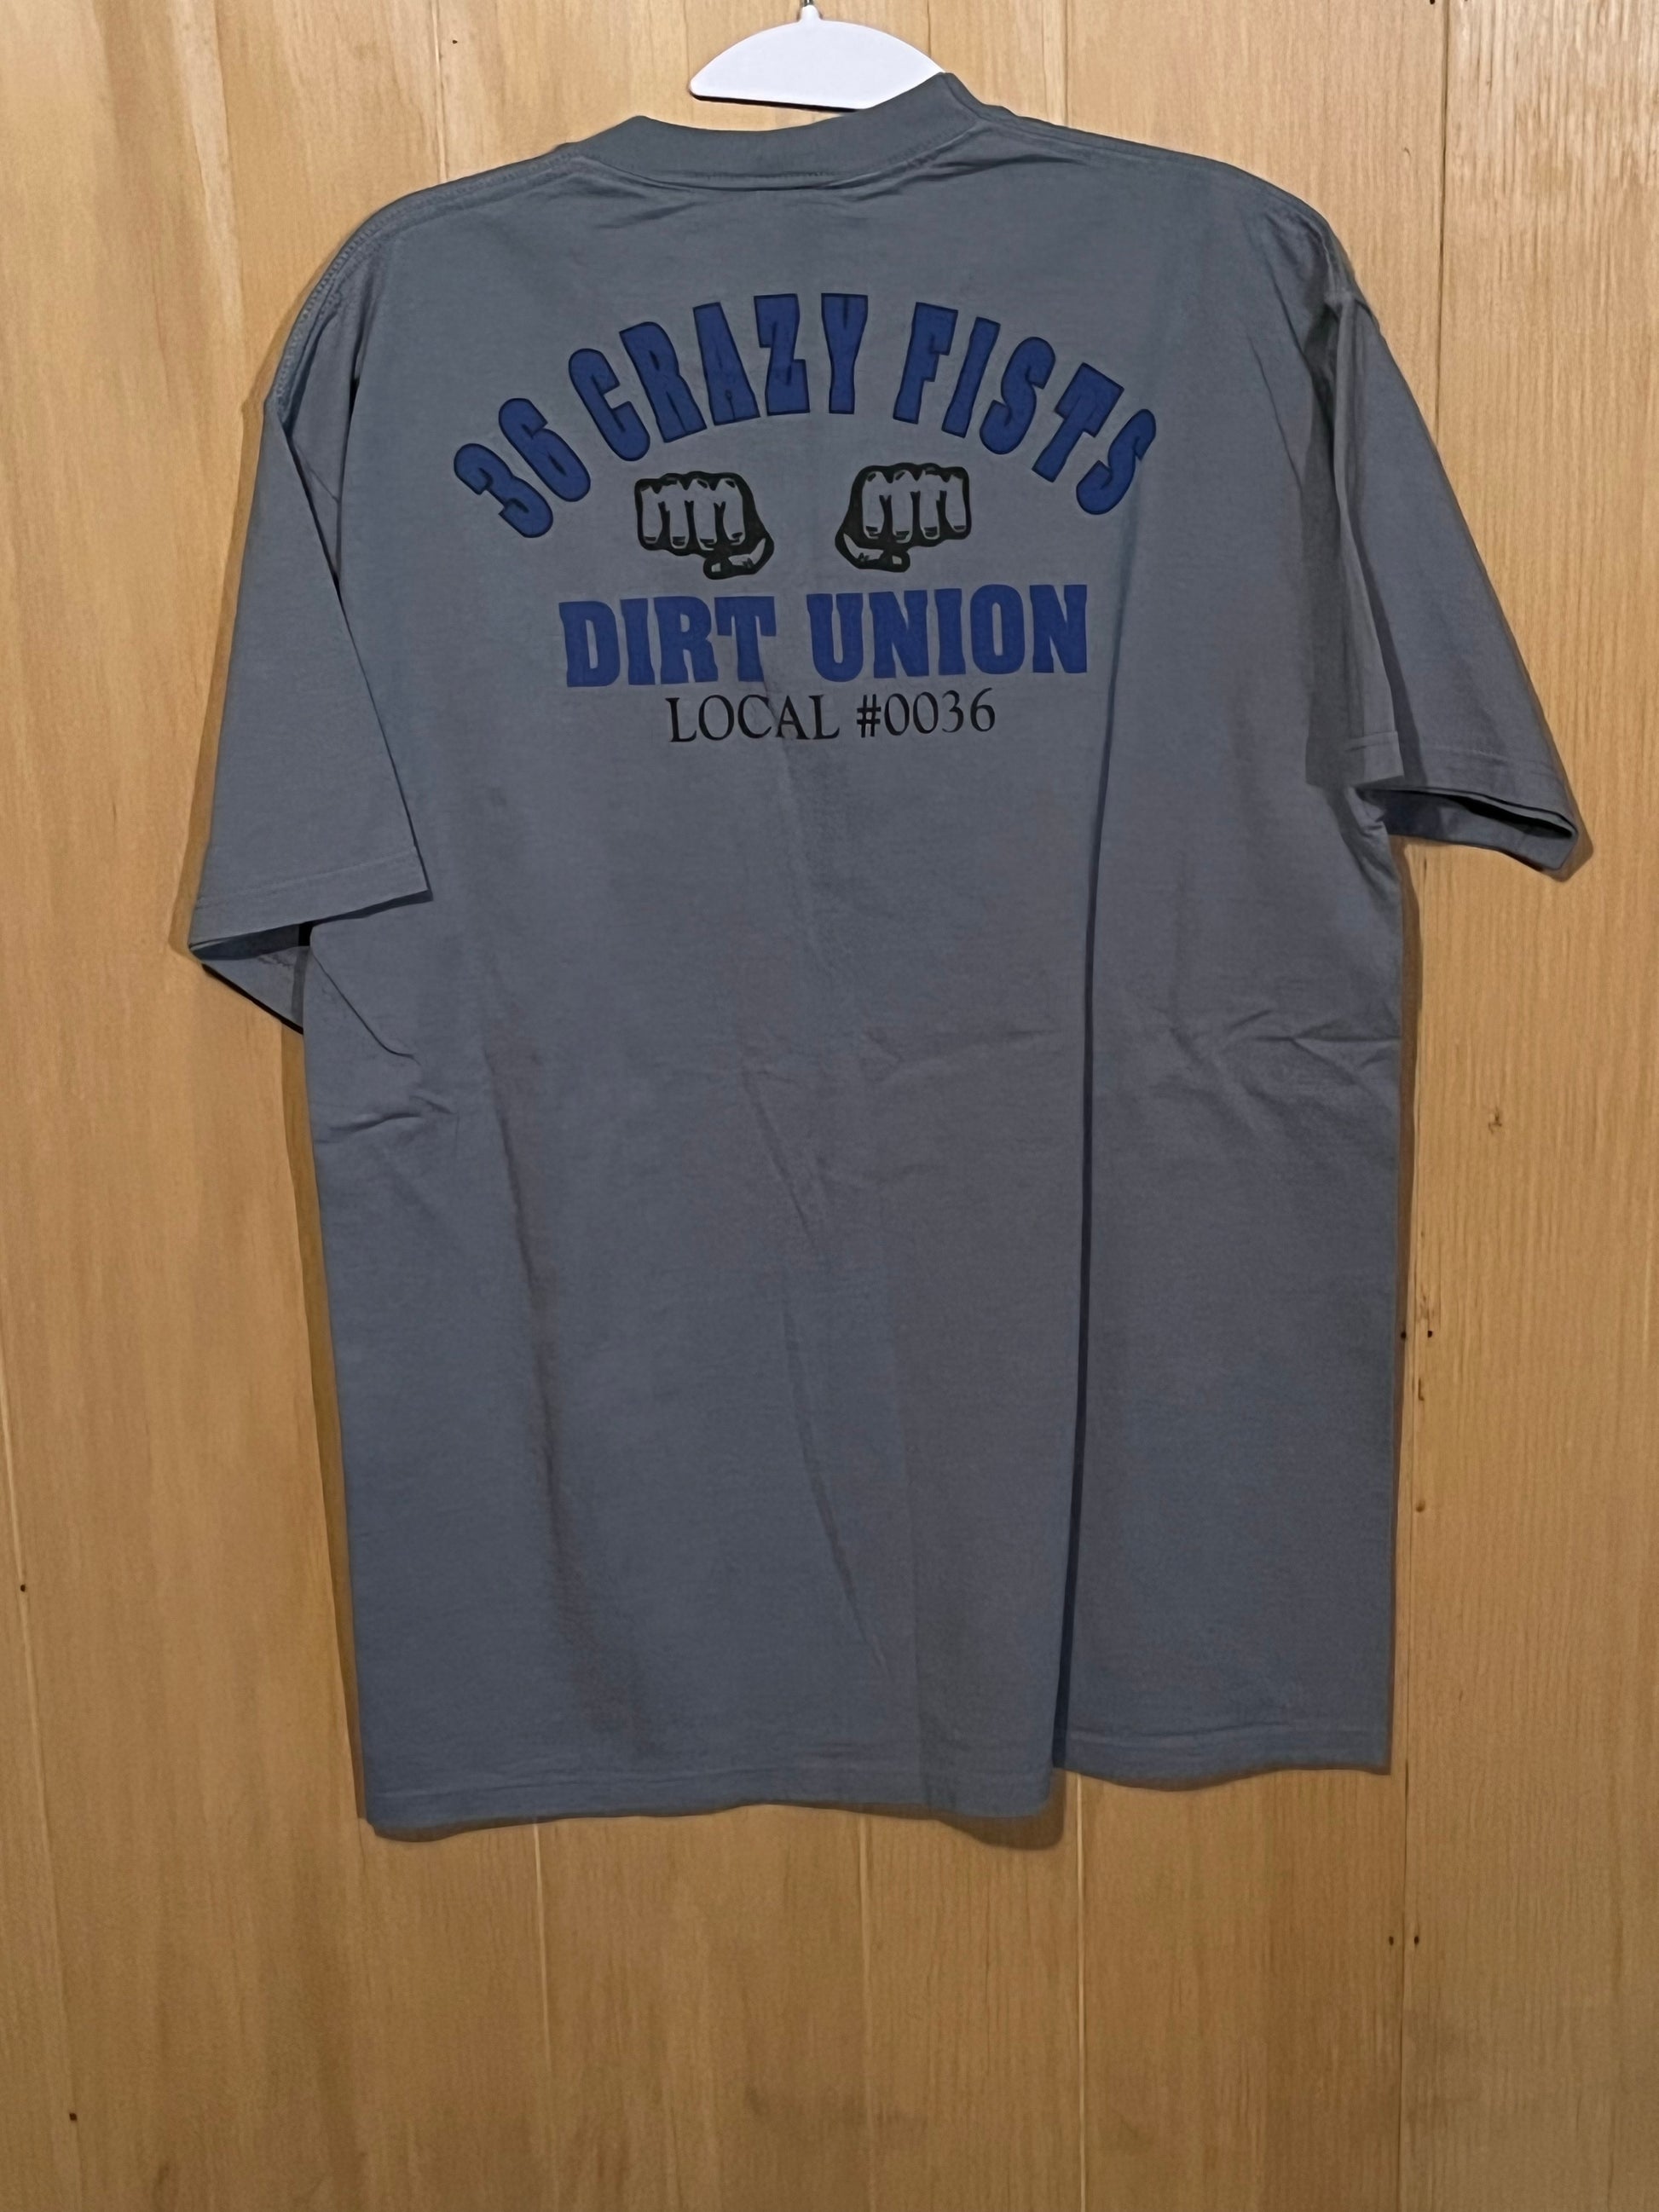 36 CRAZY FISTS
DIRT UNION
LOCAL #0036